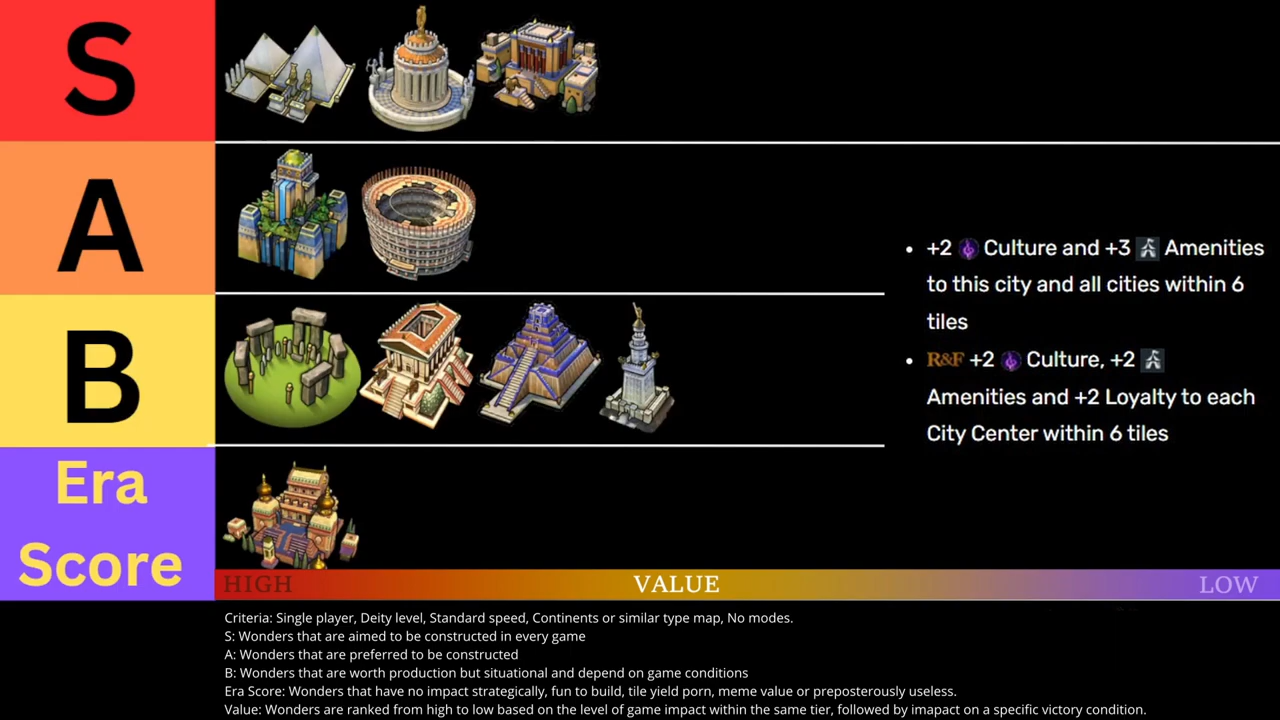 S
A
B
Era
Score
+2 Culture and +3 Amenities
to this city and all cities within 6
tiles
R&F +2 Culture, +2
Amenities and +2 Loyalty to each
City Center within 6 tiles
HIGH VALUE LOW
Criteria: Single player, Deity level, Standard speed, Continents or similar type map, No modes.
S: Wonders that are aimed to be constructed in every game
A: Wonders that are preferred to be constructed
B: Wonders that are worth production but situational and depend on game conditions
Era Score: Wonders that have no impact strategically, fun to build, tile yield porn, meme value or preposterously useless.
Value: Wonders are ranked from high to low based on the level of game impact within the same tier, followed by imapact on a specific victory condition.